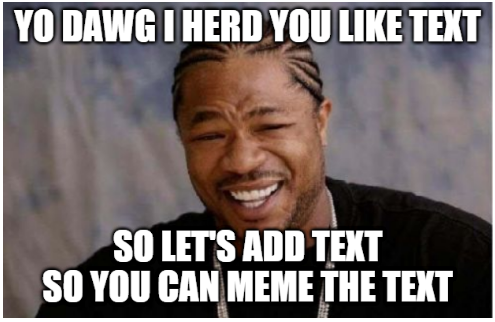 YO DAWG I HERD YOU LIKE TEXT
SO LET'S ADD TEXT
SO YOU CAN MEME THE TEXT